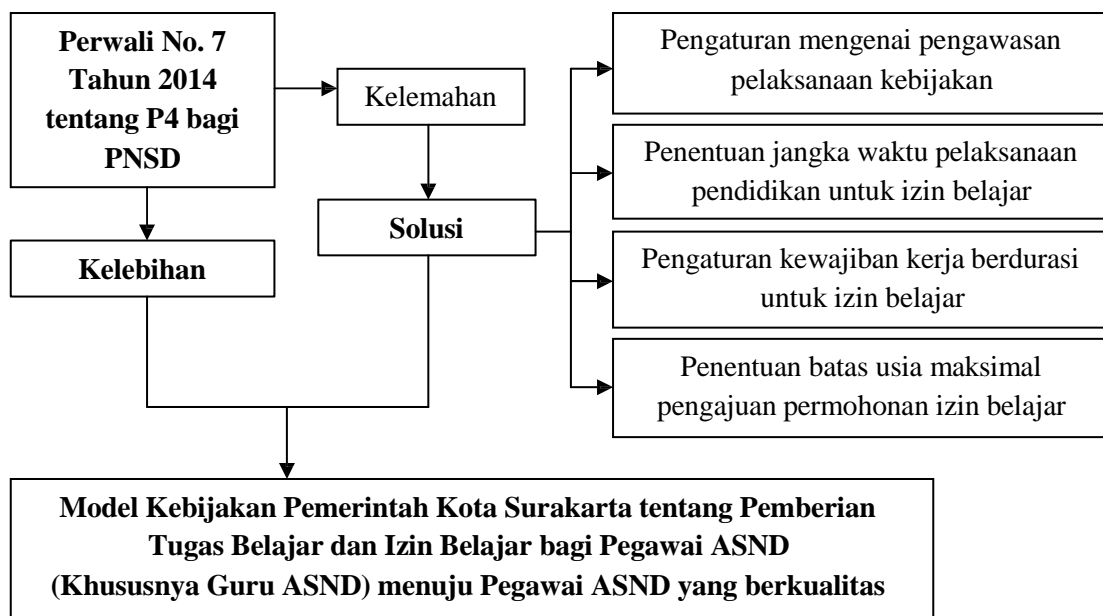 Perwali No. 7
Tahun 2014
tentang P4 bagi
PNSD
Kelemahan
Kelebihan
Solusi
Pengaturan mengenai pengawasan
pelaksanaan kebijakan
Penentuan jangka waktu pelaksanaan
pendidikan untuk izin belajar
Pengaturan kewajiban kerja berdurasi
untuk izin belajar
Penentuan batas usia maksimal
pengajuan permohonan izin belajar
Model Kebijakan Pemerintah Kota Surakarta tentang Pemberian
Tugas Belajar dan Izin Belajar bagi Pegawai ASND
(Khususnya Guru ASND) menuju Pegawai ASND yang berkualitas